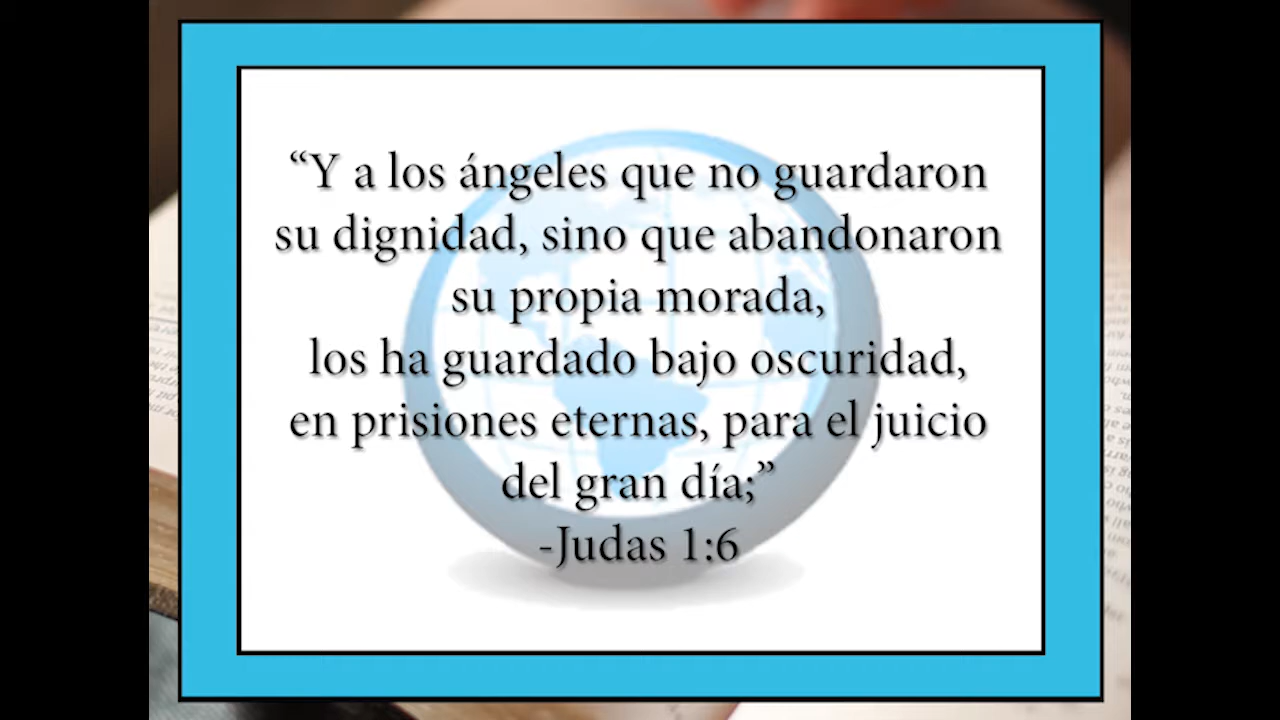 “Y a los ángeles que no guardaron
su dignidad, sino que abandonaron
su propia morada,
los ha guardado bajo oscuridad,
en prisiones eternas, para el juicio
del gran día;”
-Judas 1:6